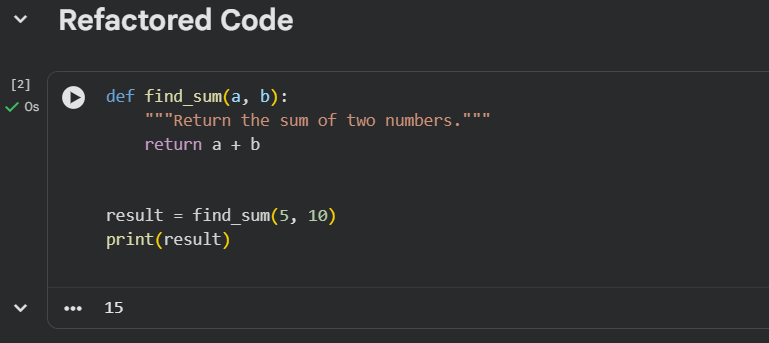 Refactored Code
[2]
0s
def find_sum(a, b):
    """Return the sum of two numbers."""
    return a + b
result = find_sum(5, 10)
print(result)
15